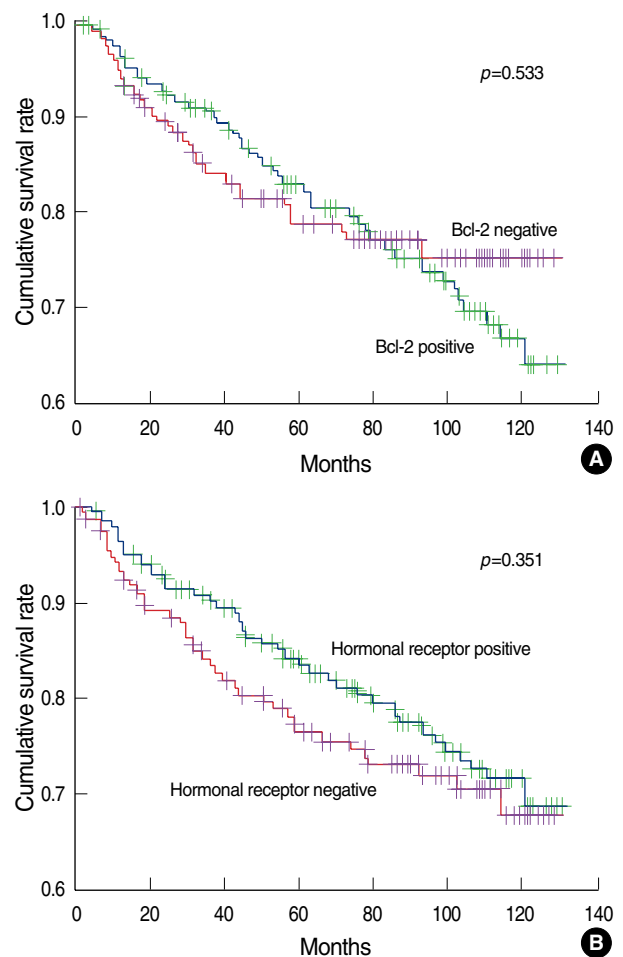 1.0
0.9
0.8
0.7
0.6
Cumulative survival rate
p=0.533
Bcl-2 negative
Bcl-2 positive
0 20 40 60 80 100 120 140
Months
A
1.0
0.9
0.8
0.7
0.6
Cumulative survival rate
p=0.351
Hormonal receptor positive
Hormonal receptor negative
0 20 40 60 80 100 120 140
Months
B